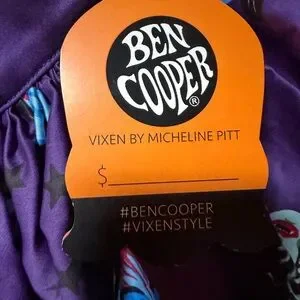 BEN
COOPER®
VIXEN BY MICHELINE PITT
$
#BENCOOPER
#VIXENSTYLE